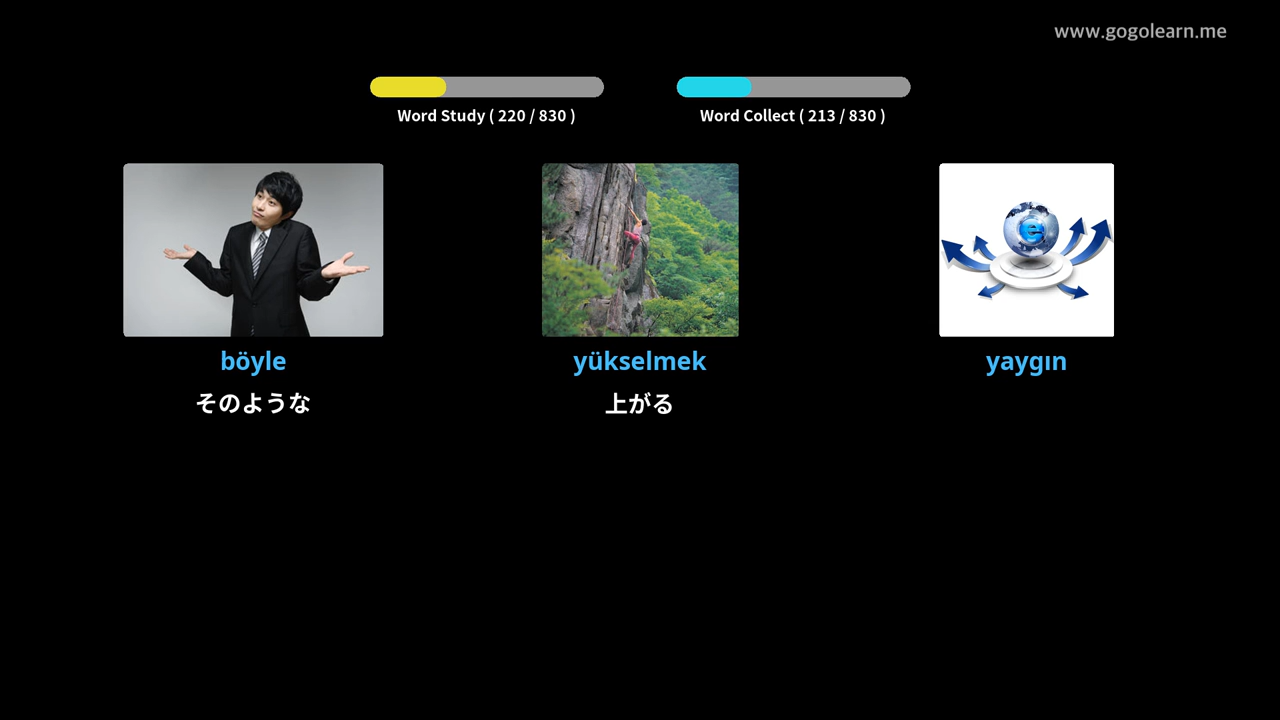 www.gogolearn.me
Word Study ( 220 / 830 )
Word Collect ( 213 / 830 )
böyle
yükselmek
yaygın
そのような
上がる